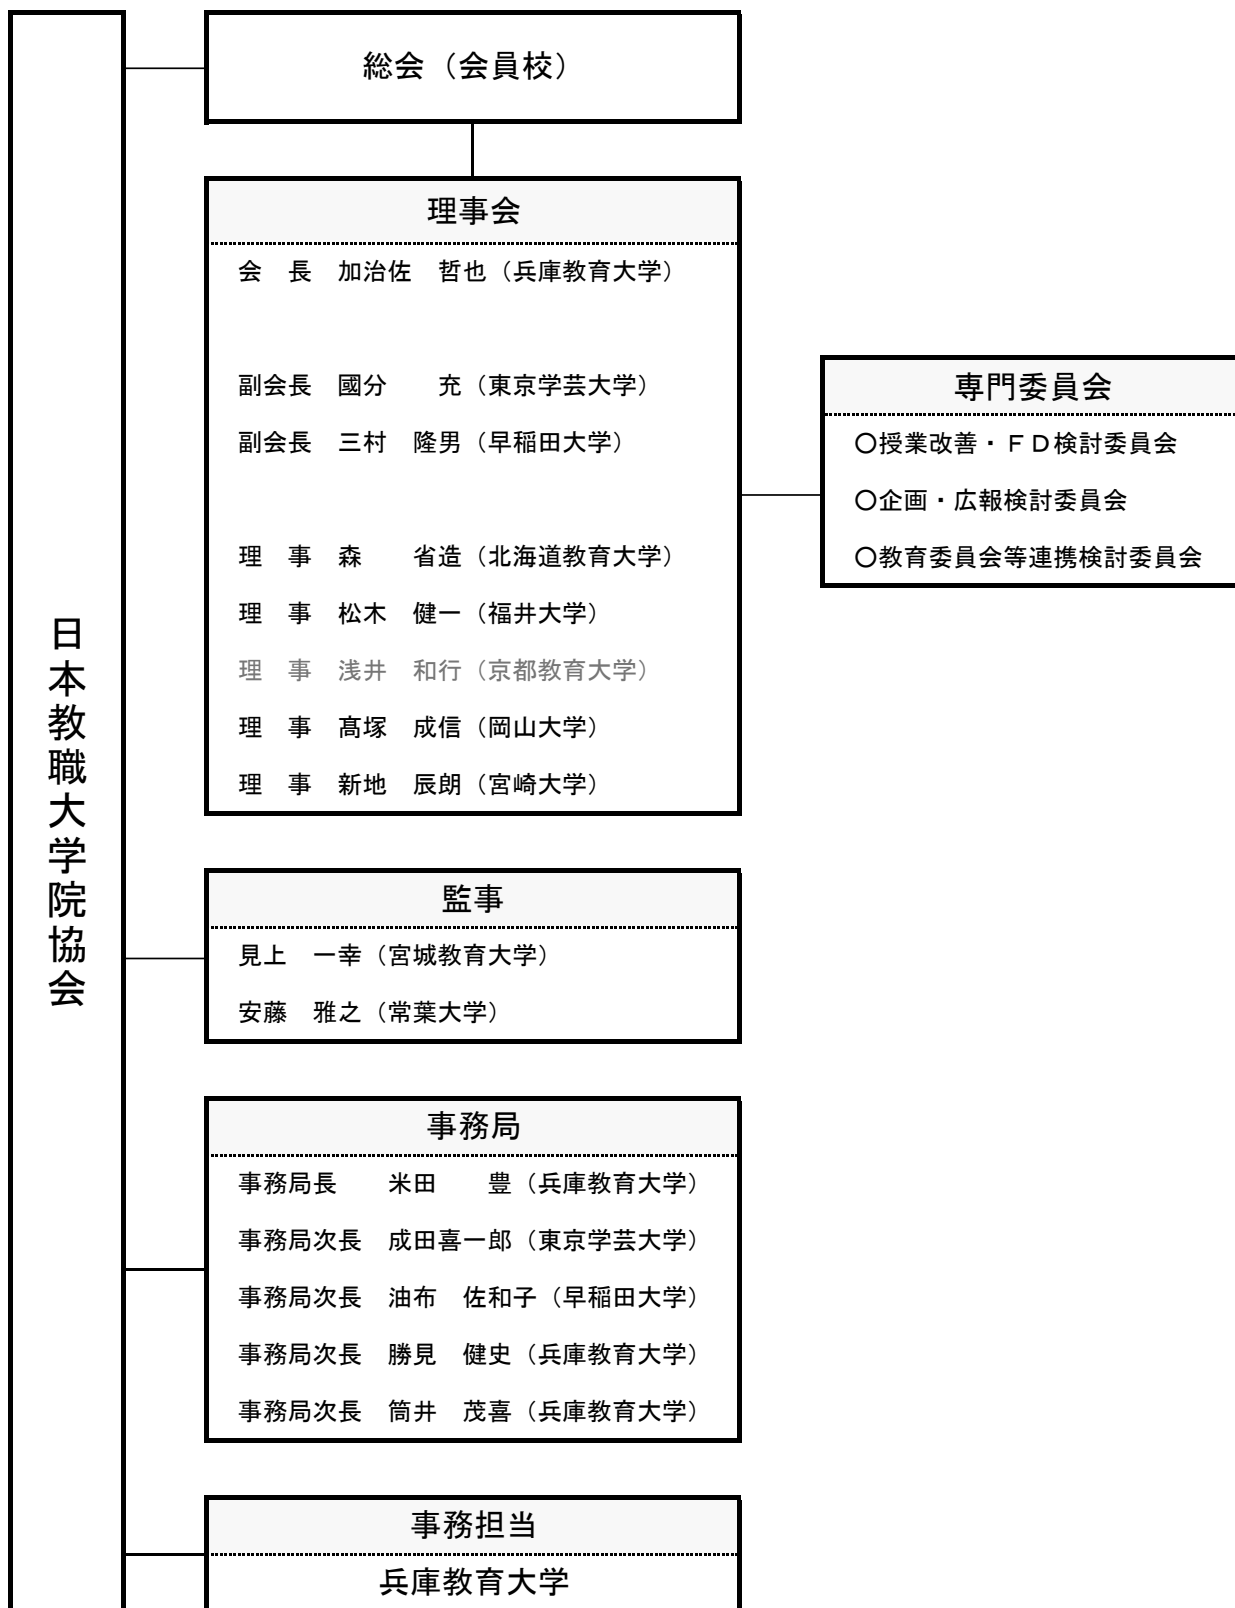 日本教職大学院協会
総会（会員校）
理事会
会　長　加治佐　哲也（兵庫教育大学）
副会長　國分　　充（東京学芸大学）
副会長　三村　隆男（早稲田大学）
理　事　森　　省造（北海道教育大学）
理　事　松木　健一（福井大学）
理　事　浅井　和行（京都教育大学）
理　事　髙塚　成信（岡山大学）
理　事　新地　辰朗（宮崎大学）
専門委員会
○授業改善・ＦＤ検討委員会
○企画・広報検討委員会
○教育委員会等連携検討委員会
監事
見上　一幸（宮城教育大学）
安藤　雅之（常葉大学）
事務局
事務局長　　米田　　豊（兵庫教育大学）
事務局次長　成田喜一郎（東京学芸大学）
事務局次長　油布　佐和子（早稲田大学）
事務局次長　勝見　健史（兵庫教育大学）
事務局次長　筒井　茂喜（兵庫教育大学）
事務担当
兵庫教育大学